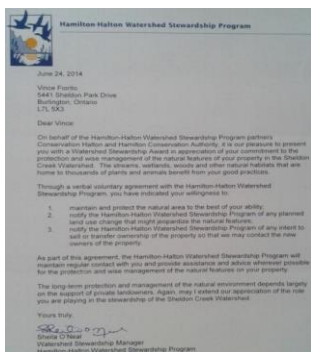 Hamilton-Halton Watershed Stewardship Program
June 24, 2014
Vince Fiorito
5441 Sheldon Park Drive
Burlington, Ontario
L7L 5R3
Dear Vince:
On behalf of the Hamilton-Halton Watershed Stewardship Program partners
Conservation Halton and Hamilton Conservation Authority, it is our pleasure to present
you with a Watershed Stewardship Award in appreciation of your commitment to the
protection and wise management of the natural features of your property in the Sheldon
Creek Watershed. The streams, wetlands, woods and other natural habitats that are
home to thousands of plants and animals benefit from your good practices.
Through a verbal voluntary agreement with the Hamilton-Halton Watershed
Stewardship Program, you have indicated your willingness to:
1. maintain and protect the natural area to the best of your ability;
2. notify the Hamilton-Halton Watershed Stewardship Program of any planned
land use change that might jeopardize the natural features;
3. notify the Hamilton-Halton Watershed Stewardship Program of any intent to
sell or transfer ownership of the property so that we may contact the new
owners of the property.
As part of this agreement, the Hamilton-Halton Watershed Stewardship Program will
maintain regular contact with you and provide assistance and advice wherever possible
for the protection and wise management of the natural features on your property.
The long-term protection and management of the natural environment depends largely
on the support of private landowners. Again, may I extend our appreciation of the role
you are playing in the stewardship of the Sheldon Creek Watershed.
Yours truly,
Sheila O'Neal
Watershed Stewardship Manager
Hamilton-Halton Watershed Stewardship Program